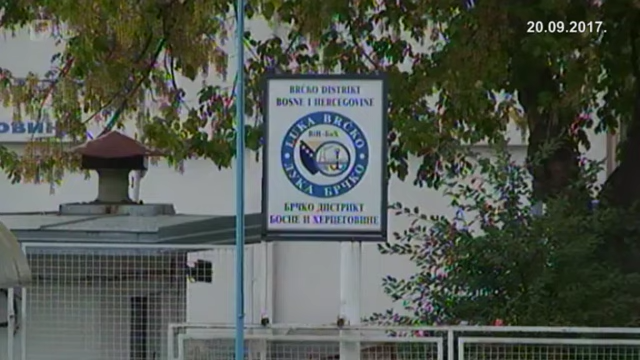 20.09.2017.
BRČKO DISTRIKT
BOSNE I HERCEGOVINE
LUKA BRČKO
BiH-БиХ
ЛУКА БРЧКО
БРЧКО ДИСТРИКТ
БОСНЕ И ХЕРЦЕГОВИНЕ